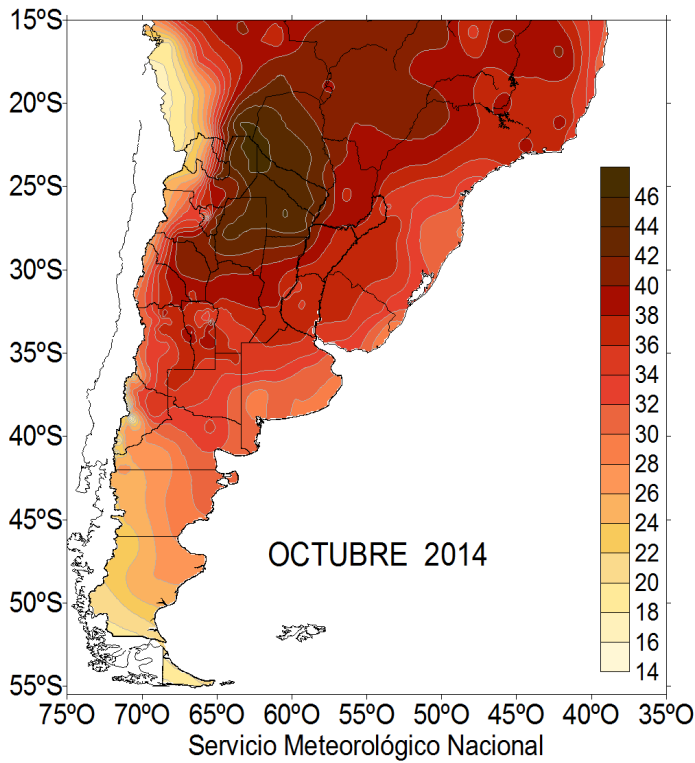 15ºS
20ºS
25ºS
30ºS
35ºS
40ºS
45ºS
50ºS
55ºS
46
44
42
40
38
36
34
32
30
28
26
24
22
20
18
16
14
OCTUBRE 2014
75ºO 70ºO 65ºO 60ºO 55ºO 50ºO 45ºO 40ºO 35ºO
Servicio Meteorológico Nacional